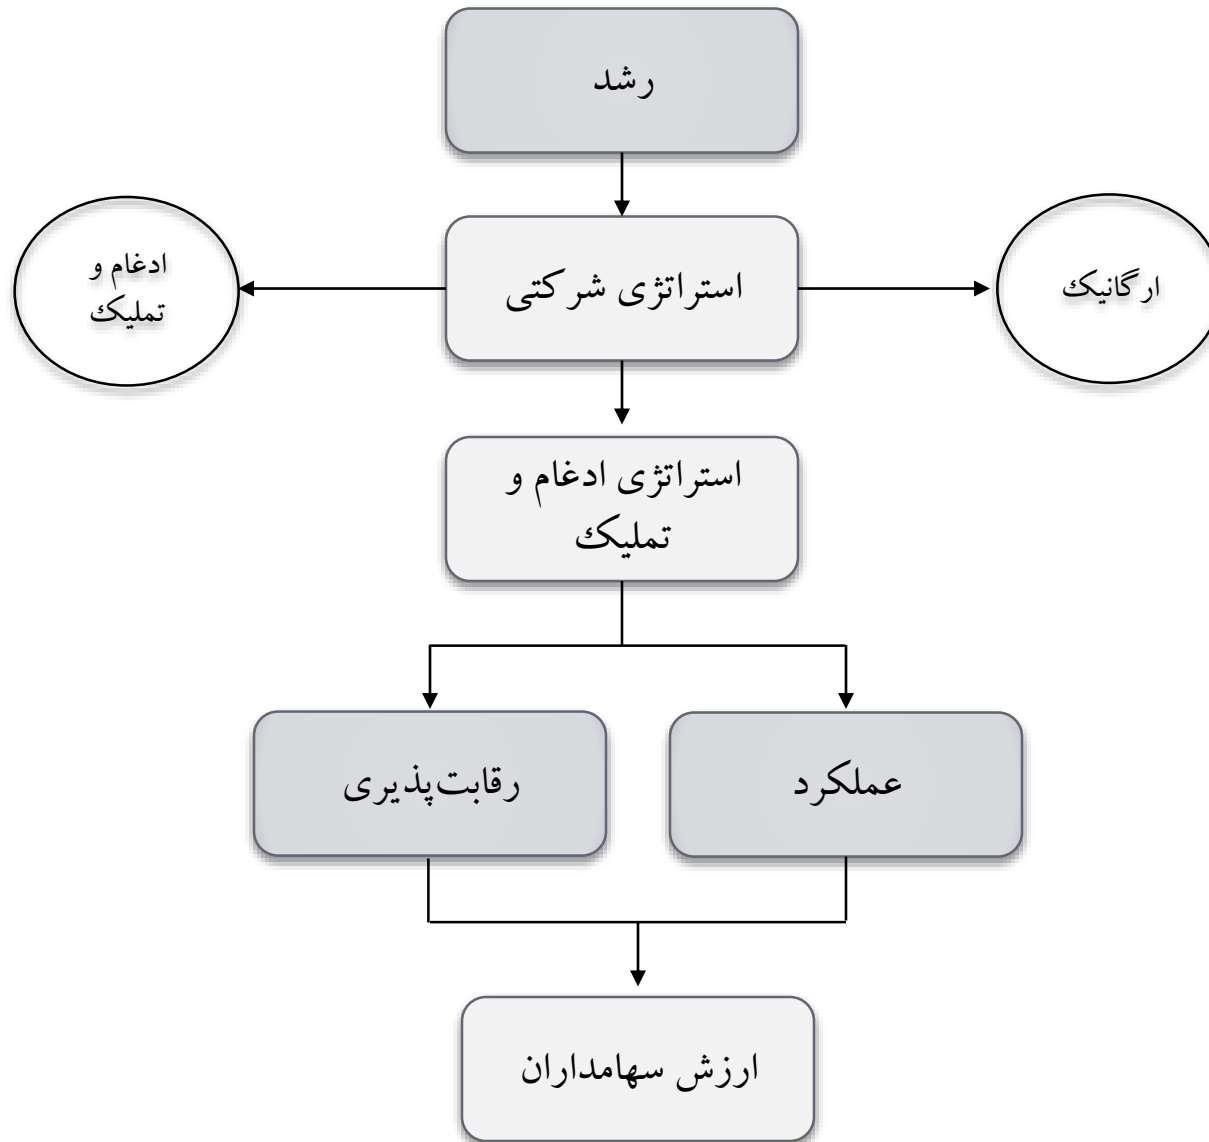 رشد
ارگانیک
استراتژی شرکتی
ادغام و
تملیک
استراتژی ادغام و
تملیک
عملکرد
رقابت‌پذیری
ارزش سهامداران